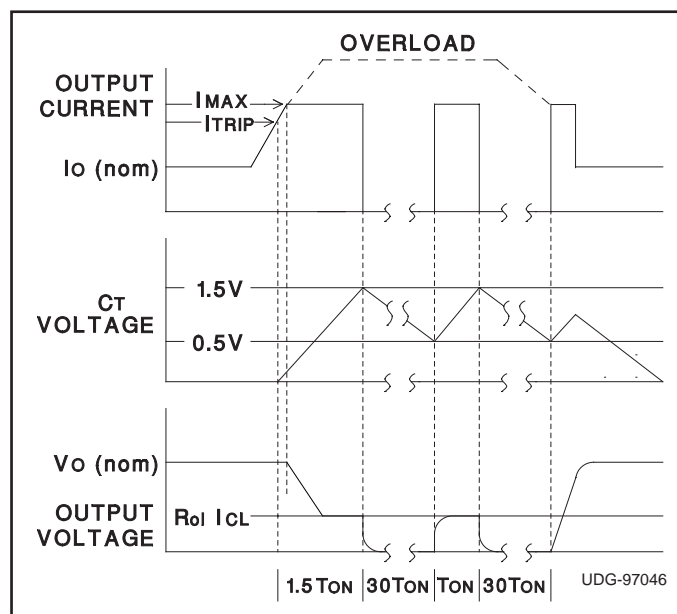 OVERLOAD
OUTPUT
CURRENT
IMAX
ITRIP
IO (nom)
CT
VOLTAGE
1.5V
0.5V
VO (nom)
OUTPUT
VOLTAGE
Rol ICL
1.5TON 30TON TON 30TON
UDG-97046